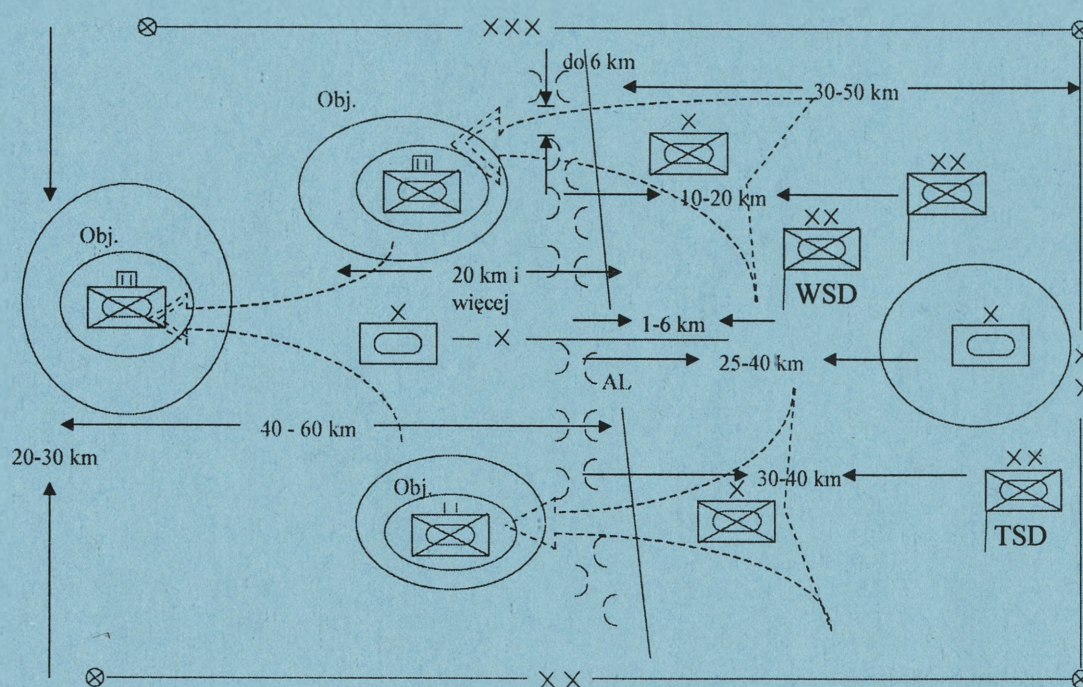 XXX
do 6 km
Obj.
30-50 km
X
XX
10-20 km
XX
Obj.
20 km i
więcej
WSD
X
X
1-6 km
X
25-40 km
AL
X
X
40 - 60 km
20-30 km
Obj.
30-40 km
XX
X
TSD
XX